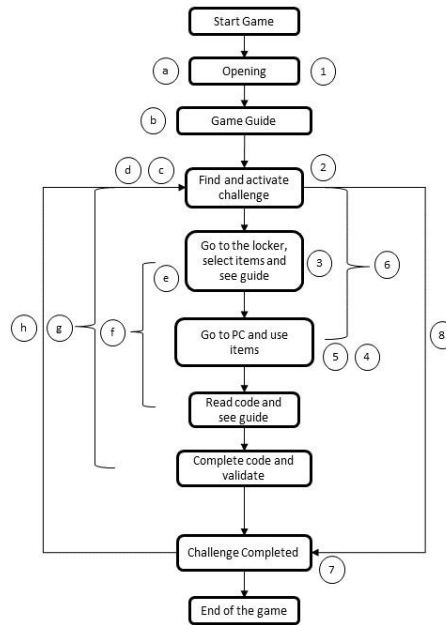 Start Game
a
Opening
1
b
Game Guide
d
c
2
Find and activate
challenge
Go to the locker,
select items and
see guide
3
e
6
h
g
f
Go to PC and use
items
5
4
8
Read code and
see guide
Complete code and
validate
Challenge Completed
7
End of the game